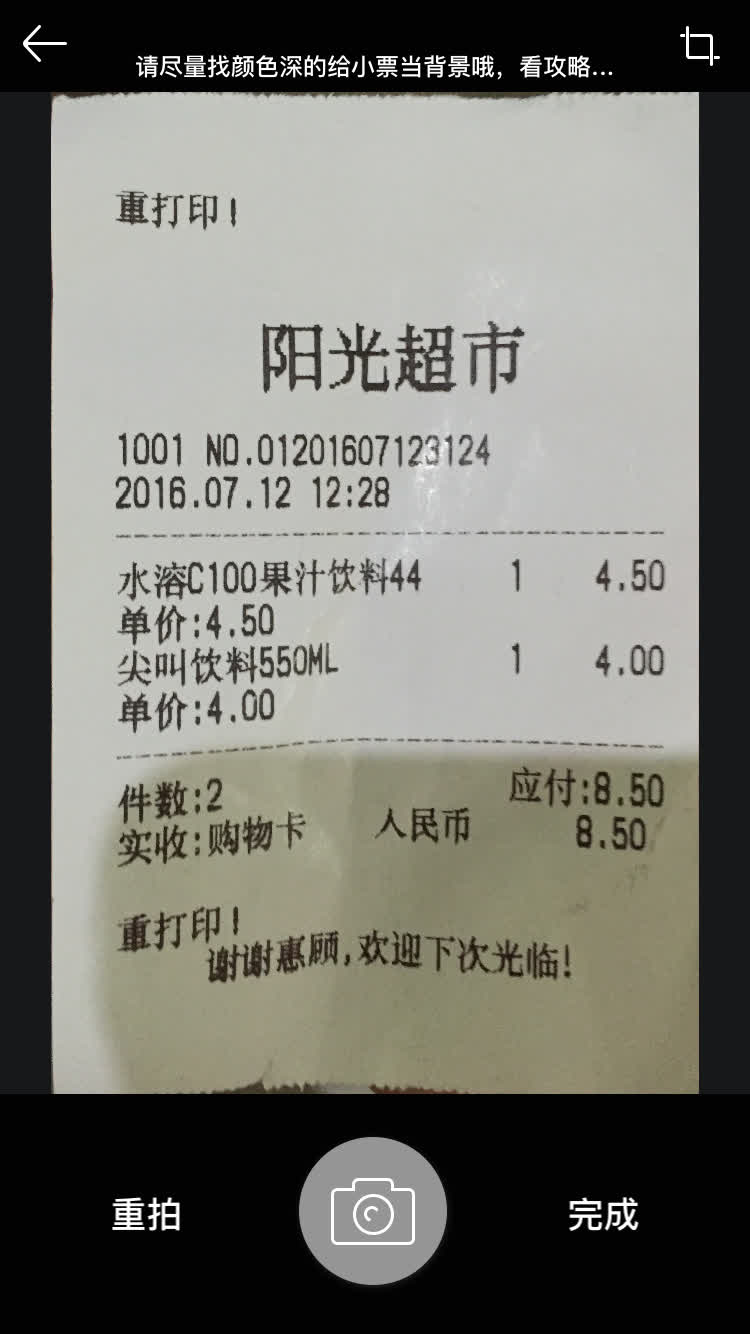 请尽量找颜色深的给小票当背景哦，看攻略...
重打印!
阳光超市
1001 NO.01201607123124
2016.07.12 12:28
水溶C100果汁饮料44 1 4.50
单价:4.50
尖叫饮料550ML 1 4.00
单价:4.00
件数:2 应付:8.50
实收:购物卡 人民币 8.50
重打印!
谢谢惠顾,欢迎下次光临!
重拍 完成